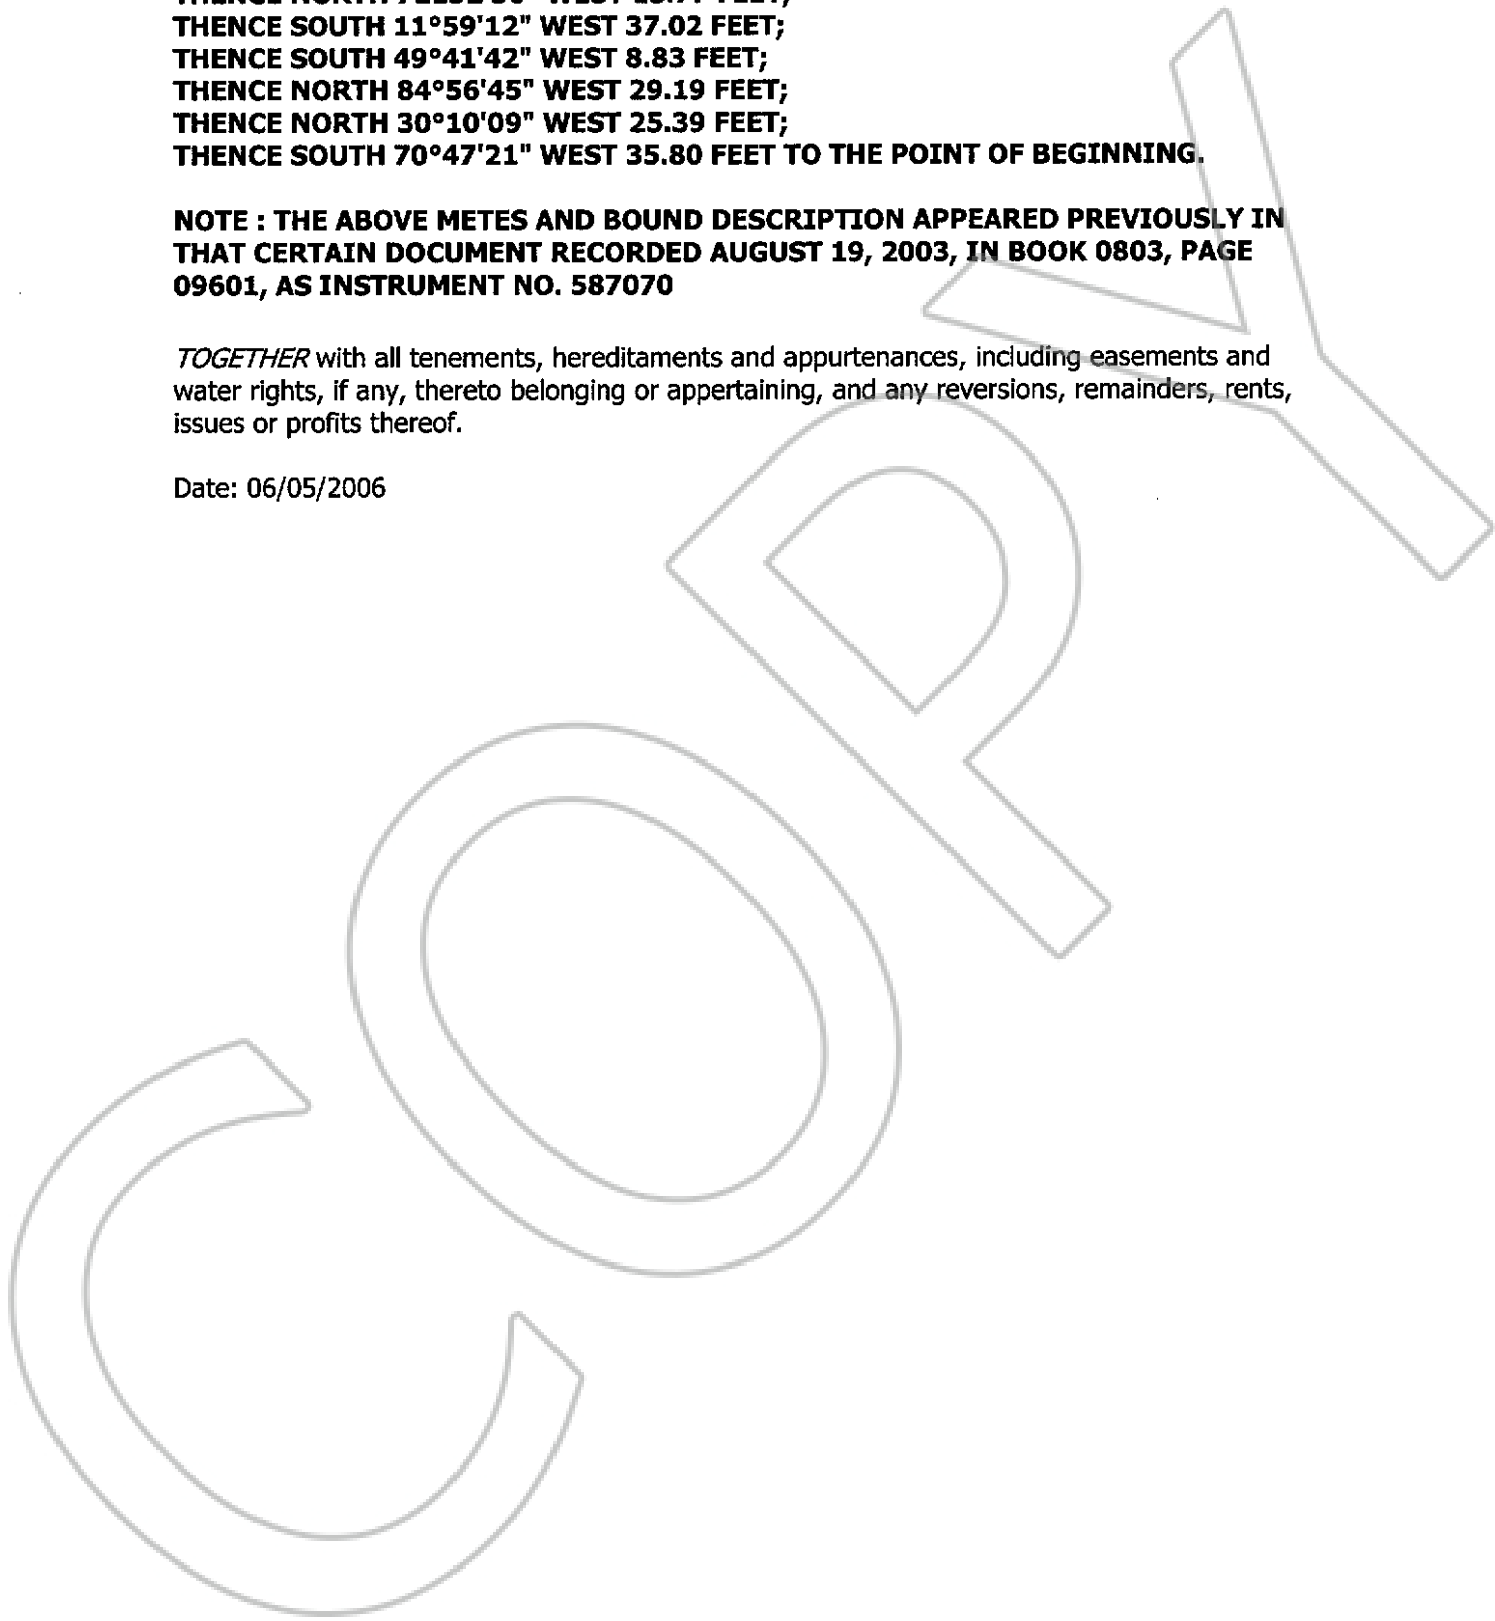 THENCE SOUTH 11°59'12" WEST 37.02 FEET;
THENCE SOUTH 49°41'42" WEST 8.83 FEET;
THENCE NORTH 84°56'45" WEST 29.19 FEET;
THENCE NORTH 30°10'09" WEST 25.39 FEET;
THENCE SOUTH 70°47'21" WEST 35.80 FEET TO THE POINT OF BEGINNING.
NOTE : THE ABOVE METES AND BOUND DESCRIPTION APPEARED PREVIOUSLY IN
THAT CERTAIN DOCUMENT RECORDED AUGUST 19, 2003, IN BOOK 0803, PAGE
09601, AS INSTRUMENT NO. 587070
TOGETHER with all tenements, hereditaments and appurtenances, including easements and
water rights, if any, thereto belonging or appertaining, and any reversions, remainders, rents,
issues or profits thereof.
Date: 06/05/2006
COPY